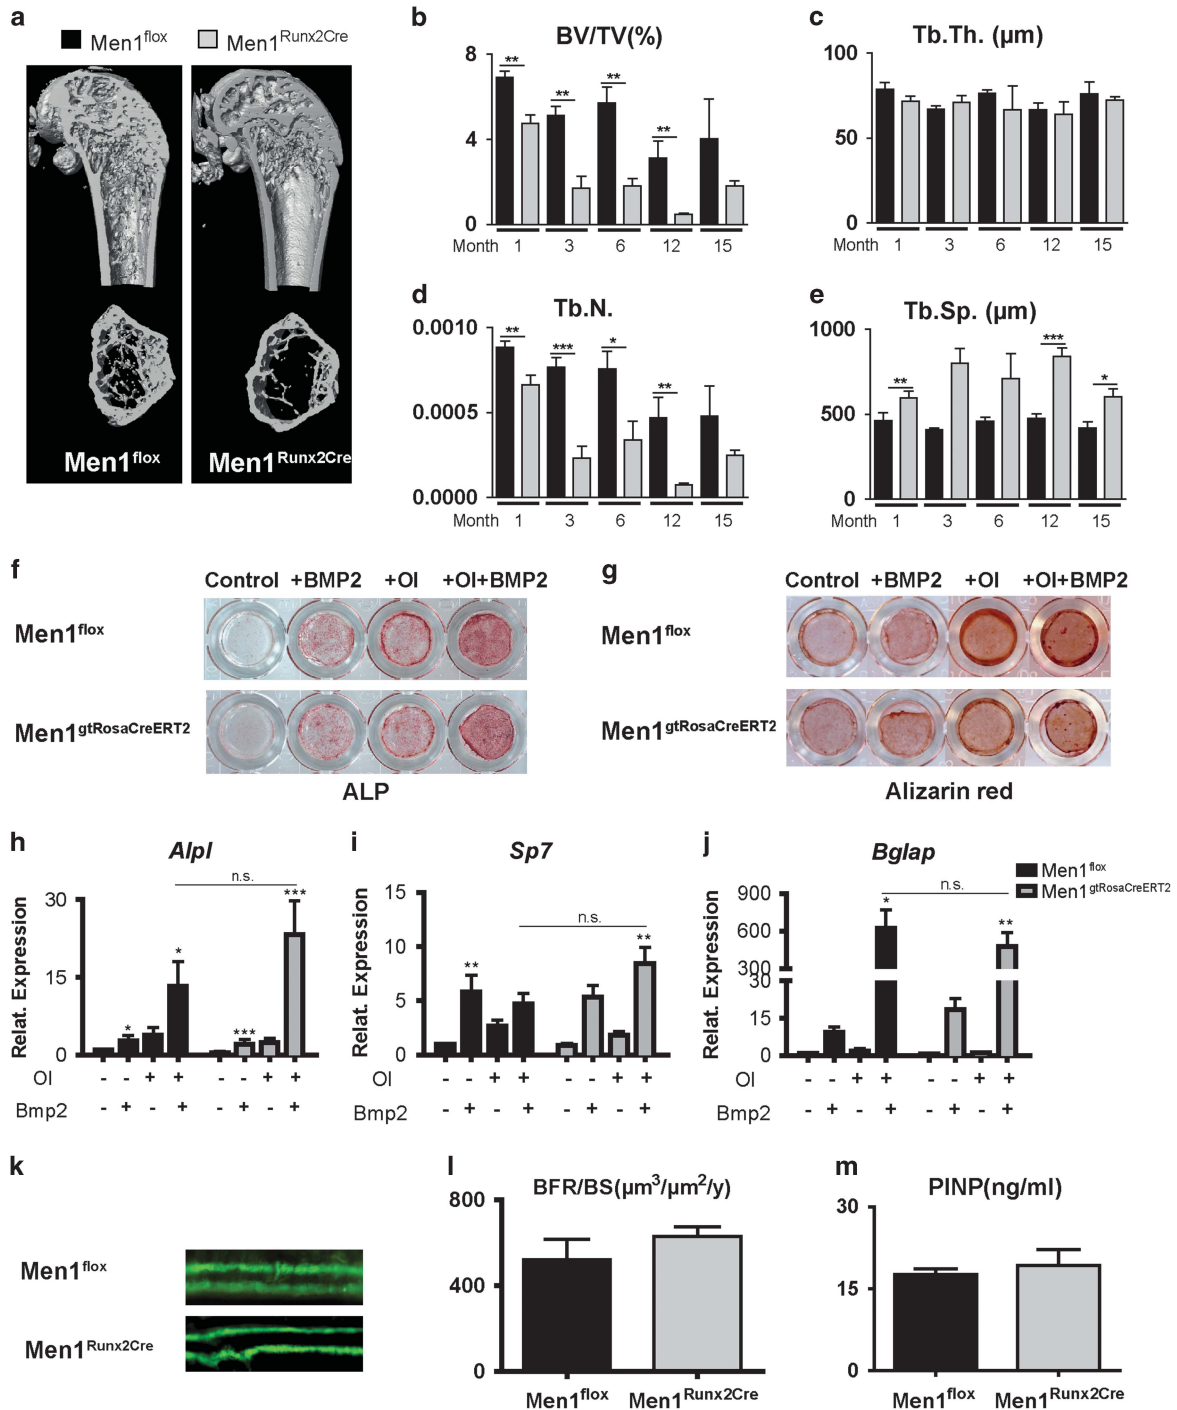 a
Men1flox
Men1Runx2Cre
Men1flox
Men1Runx2Cre
b
BV/TV(%)
8
4
0
**
**
**
**
Month 1 3 6 12 15
c
Tb.Th. (µm)
100
50
0
1 3 6 12 15
d
Tb.N.
0.0010
0.0005
0.0000
**
***
*
**
Month 1 3 6 12 15
e
Tb.Sp. (µm)
1000
500
0
**
***
*
Month 1 3 6 12 15
f
Control +BMP2 +OI +OI+BMP2
Men1flox
Men1gtRosaCreERT2
ALP
g
Control +BMP2 +OI +OI+BMP2
Men1flox
Men1gtRosaCreERT2
Alizarin red
h
Alpl
Relat. Expression
30
15
0
n.s.
*
*
***
***
OI - - + + - - + +
Bmp2 - + - + - + - +
i
Sp7
Relat. Expression
15
10
5
0
n.s.
**
**
OI - - + + - - + +
Bmp2 - + - + - + - +
j
Bglap
Men1flox
Men1gtRosaCreERT2
Relat. Expression
900
600
300
30
15
0
n.s.
*
**
OI - - + + - - + +
Bmp2 - + - + - + - +
k
Men1flox
Men1Runx2Cre
l
BFR/BS(µm3/µm2/y)
800
400
0
Men1flox Men1Runx2Cre
m
PINP(ng/ml)
30
15
0
Men1flox Men1Runx2Cre